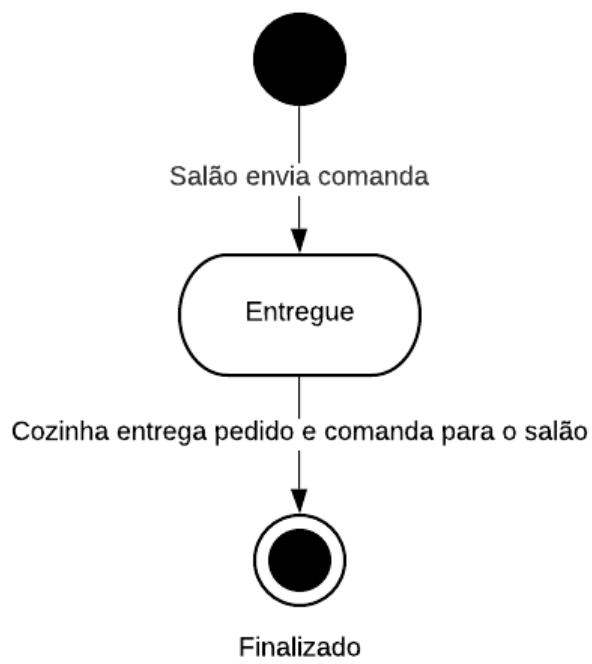 Salão envia comanda
Entregue
Cozinha entrega pedido e comanda para o salão
Finalizado